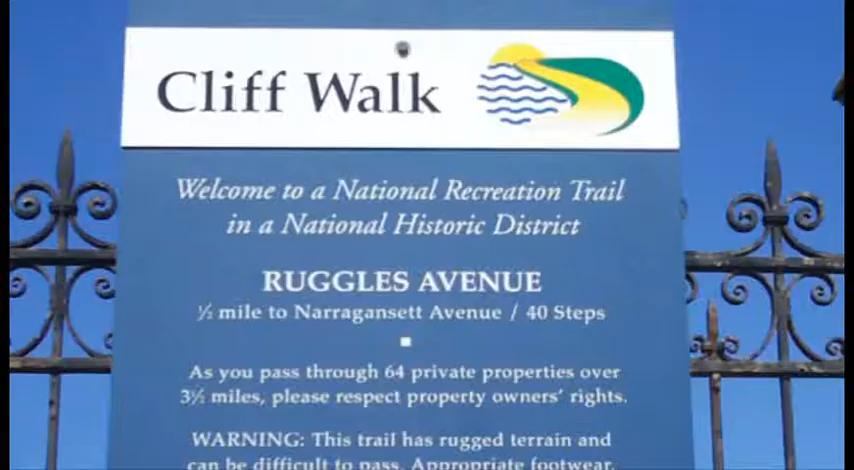 Cliff Walk
Welcome to a National Recreation Trail
in a National Historic District
RUGGLES AVENUE
½ mile to Narragansett Avenue / 40 Steps
As you pass through 64 private properties over
3½ miles, please respect property owners' rights.
WARNING: This trail has rugged terrain and
can be difficult to pass. Appropriate footwear,